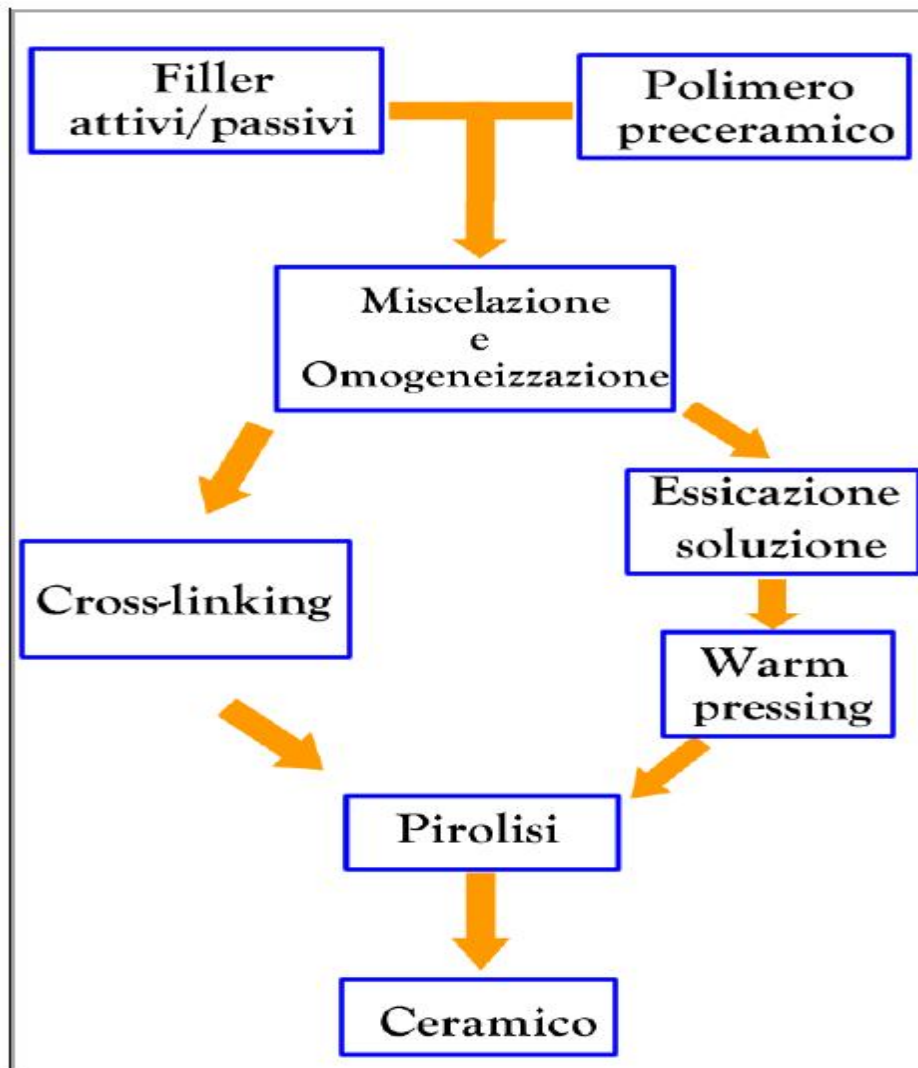 Filler
attivi/passivi
Polimero
preceramico
Miscelazione
e
Omogeneizzazione
Essicazione
soluzione
Cross-linking
Warm
pressing
Pirolisi
Ceramico